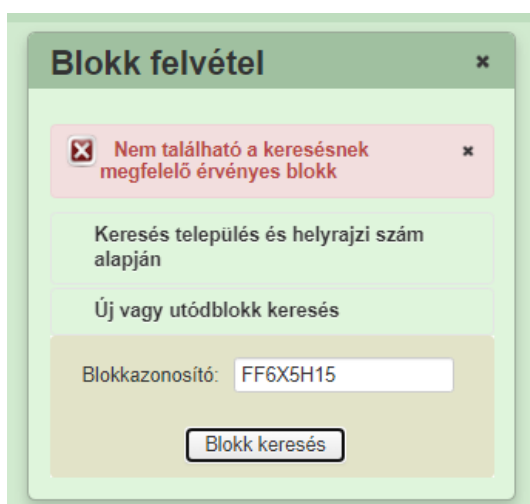 Blokk felvétel
Nem található a keresésnek
megfelelő érvényes blokk
Keresés település és helyrajzi szám
alapján
Új vagy utódblokk keresés
Blokkazonosító: FF6X5H15
Blokk keresés